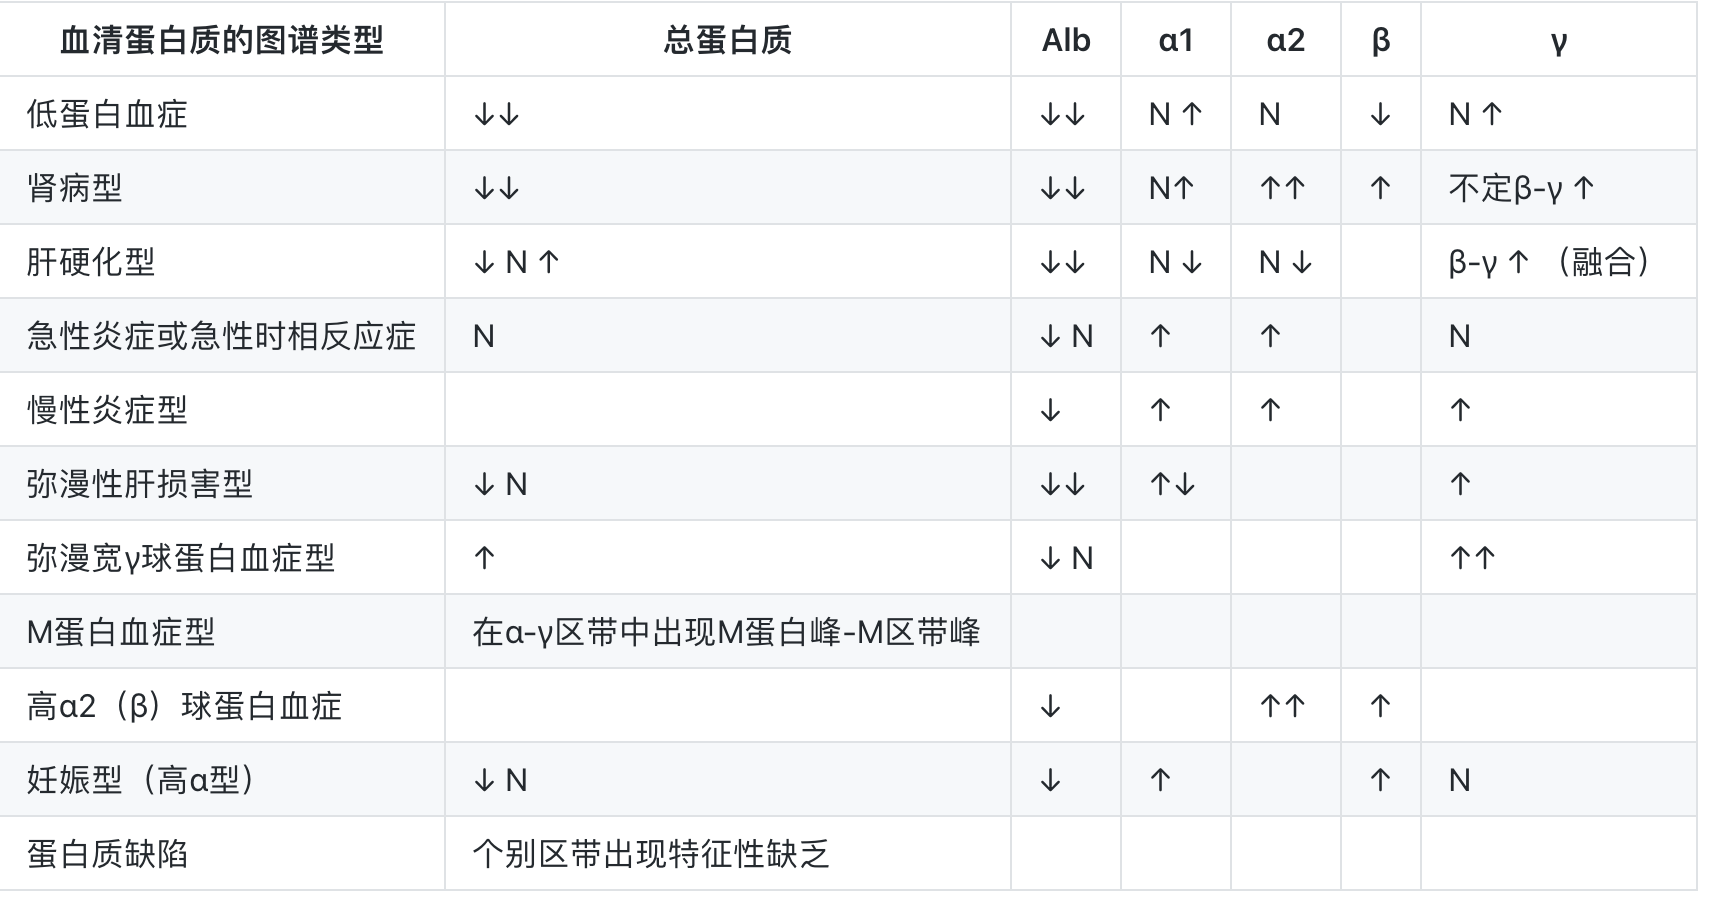 血清蛋白质的图谱类型 总蛋白质 Alb α1 α2 β γ
低蛋白血症 ↓↓ ↓↓ N ↑ N ↓ N ↑
肾病型 ↓↓ ↓↓ N↑ ↑↑ ↑ 不定β-γ ↑
肝硬化型 ↓ N ↑ ↓↓ N ↓ N ↓ β-γ ↑ （融合）
急性炎症或急性时相反应症 N ↓ N ↑ ↑ N
慢性炎症型 ↓ ↑ ↑ ↑
弥漫性肝损害型 ↓ N ↓↓ ↑↓ ↑
弥漫宽γ球蛋白血症型 ↑ ↓ N ↑↑
M蛋白血症型 在α-γ区带中出现M蛋白峰-M区带峰
高α2（β）球蛋白血症 ↓ ↑↑ ↑
妊娠型（高α型） ↓ N ↓ ↑ ↑ N
蛋白质缺陷 个别区带出现特征性缺乏